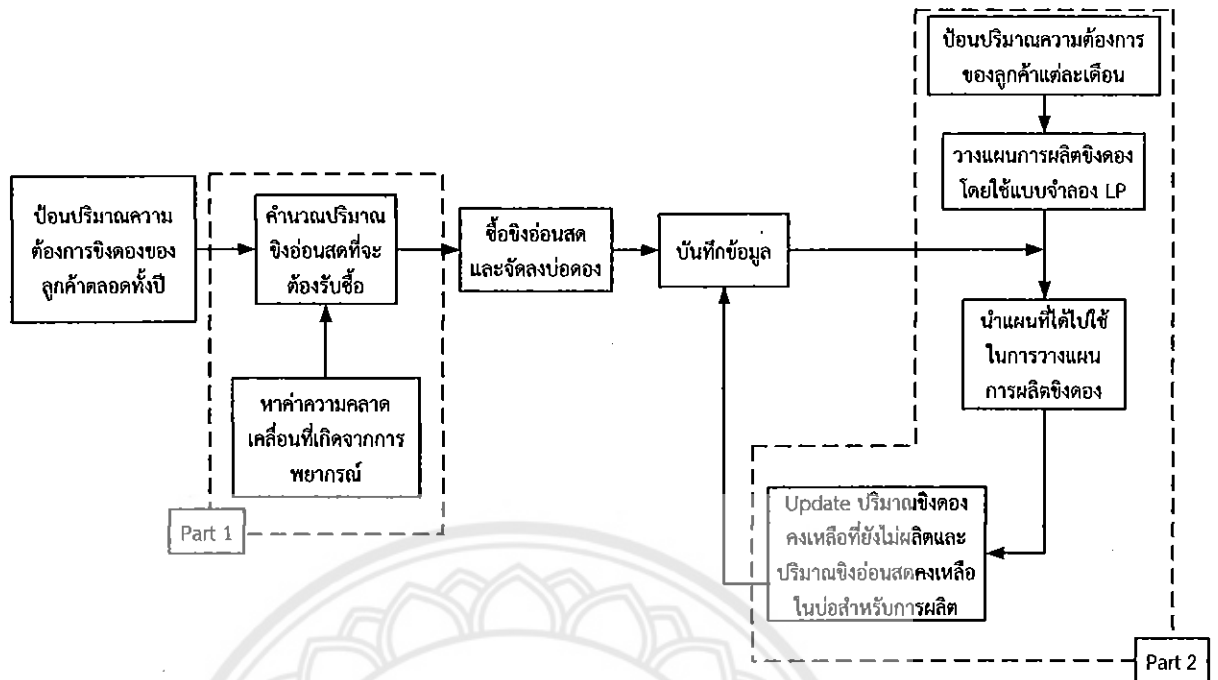 ป้อนปริมาณความ
ต้องการขิงดองของ
ลูกค้าตลอดทั้งปี
คำนวณปริมาณ
ขิงอ่อนสดที่จะ
ต้องรับซื้อ
หาค่าความคลาด
เคลื่อนที่เกิดจากการ
พยากรณ์
Part 1
ซื้อขิงอ่อนสด
และจัดลงบ่อดอง
บันทึกข้อมูล
ป้อนปริมาณความต้องการ
ของลูกค้าแต่ละเดือน
วางแผนการผลิตขิงดอง
โดยใช้แบบจำลอง LP
นำแผนที่ได้ไปใช้
ในการวางแผน
การผลิตขิงดอง
Update ปริมาณขิงดอง
คงเหลือที่ยังไม่ผลิตและ
ปริมาณขิงอ่อนสดคงเหลือ
ในบ่อสำหรับการผลิต
Part 2